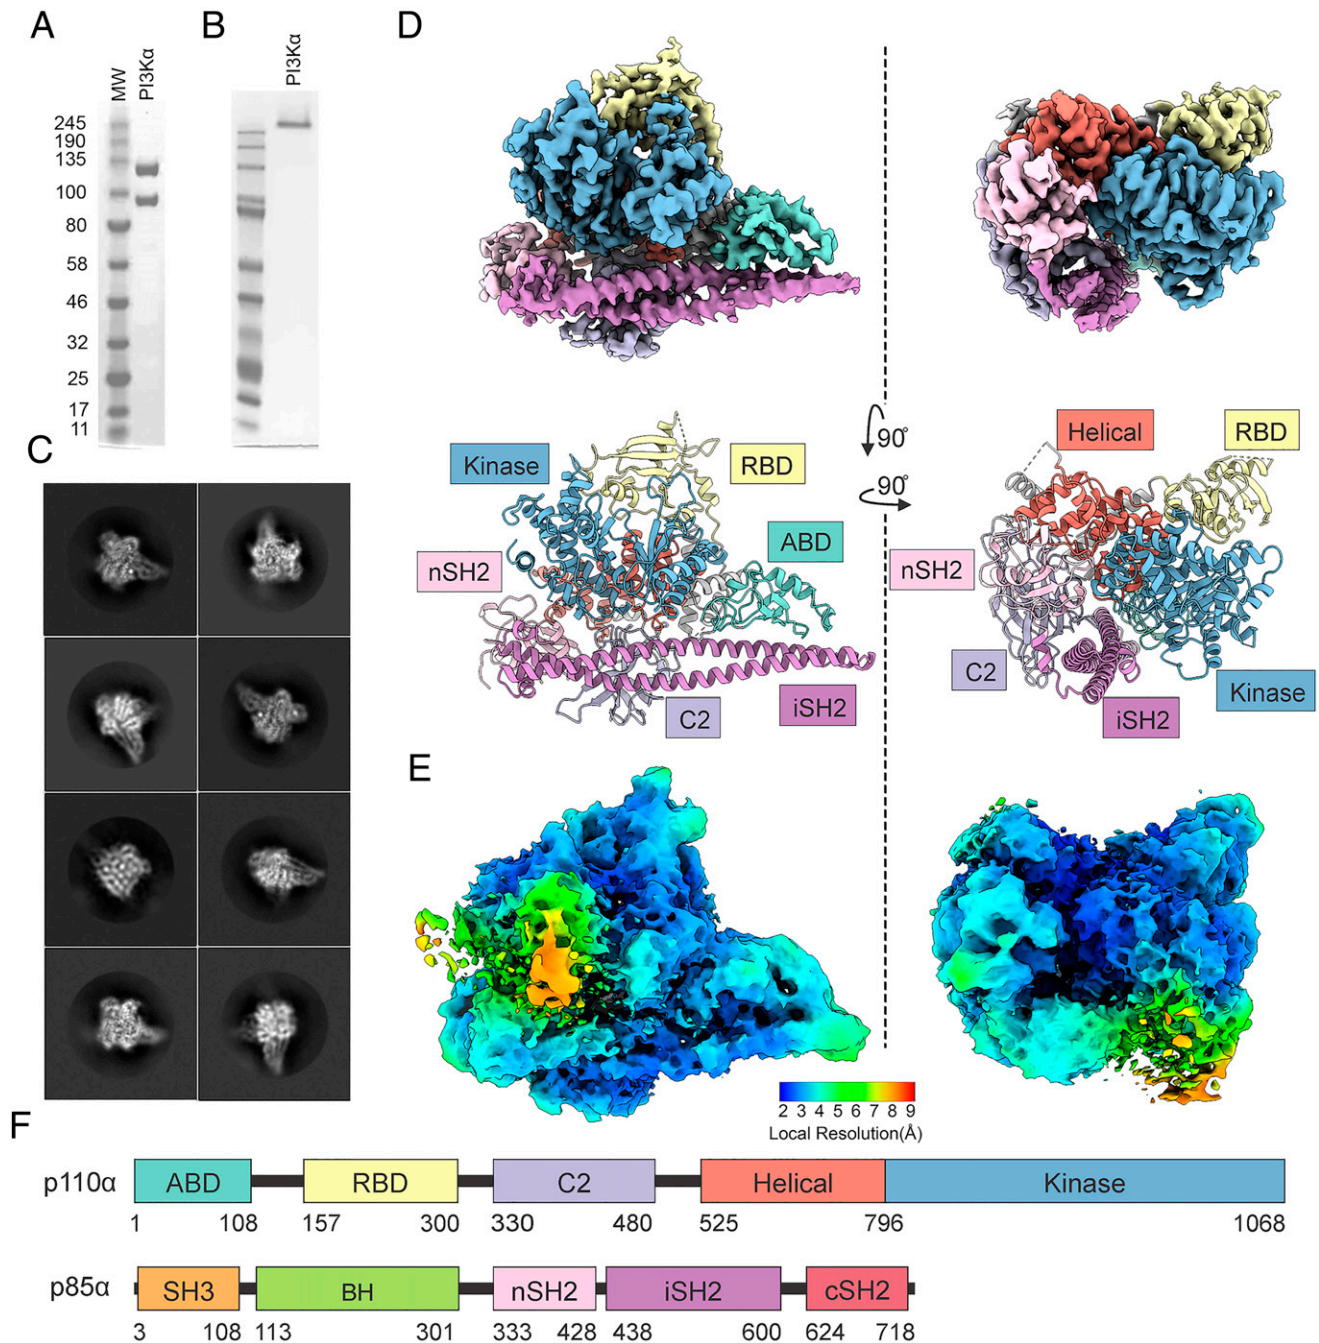 A
B
D
MW
PI3Kα
PI3Kα
245
190
135
100
80
58
46
32
25
17
11
C
90°
90°
Kinase
RBD
ABD
nSH2
C2
iSH2
Helical
RBD
nSH2
C2
iSH2
Kinase
E
2 3 4 5 6 7 8 9
Local Resolution(Å)
F
p110α
ABD
RBD
C2
Helical
Kinase
1 108 157 300 330 480 525 796 1068
p85α
SH3
BH
nSH2
iSH2
cSH2
3 108 113 301 333 428 438 600 624 718